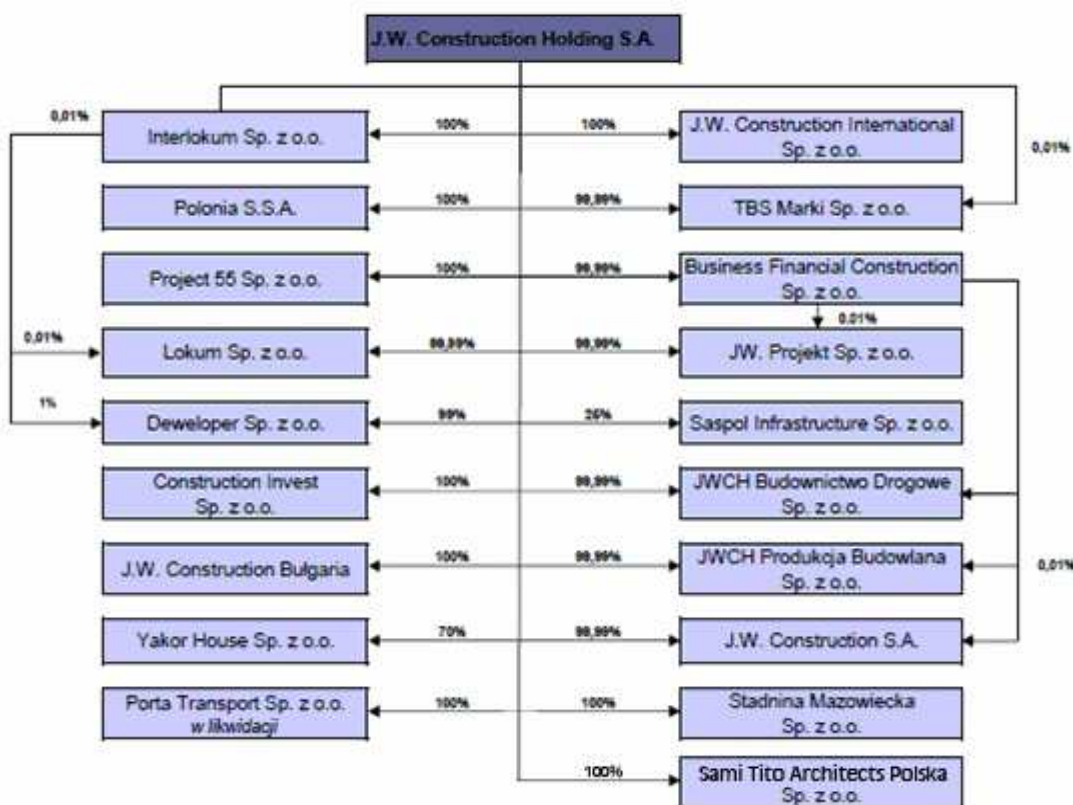 J.W. Construction Holding S.A.
0,01%
Interlokum Sp. z o.o.
100%
100%
J.W. Construction International
Sp. z o.o.
0,01%
Polonia S.S.A.
100%
99,99%
TBS Marki Sp. z o.o.
Project 55 Sp. z o.o.
100%
99,99%
Business Financial Construction
Sp. z o.o.
0.01%
0,01%
Lokum Sp. z o.o.
99,99%
99,99%
JW. Projekt Sp. z o.o.
1%
Deweloper Sp. z o.o.
99%
25%
Saspol Infrastructure Sp. z o.o.
Construction Invest
Sp. z o.o.
100%
99,99%
JWCH Budownictwo Drogowe
Sp. z o.o.
J.W. Construction Bułgaria
100%
99,99%
JWCH Produkcja Budowlana
Sp. z o.o.
0,01%
Yakor House Sp. z o.o.
70%
99,99%
J.W. Construction S.A.
Porta Transport Sp. z o.o.
w likwidacji
100%
100%
Stadnina Mazowiecka
Sp. z o.o.
100%
Sami Tito Architects Polska
Sp. z o.o.